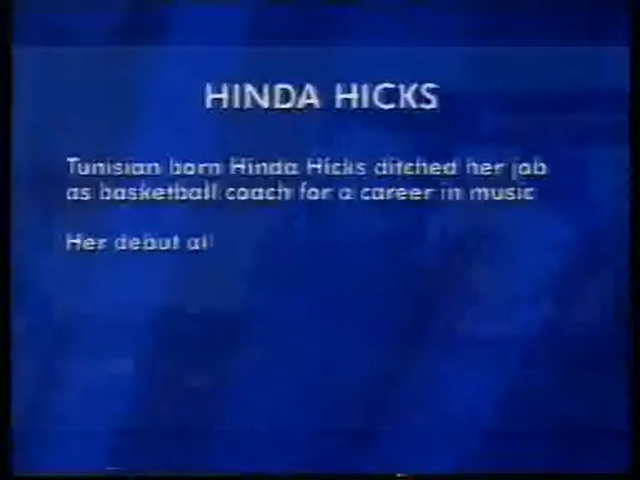 HINDA HICKS
Tunisian born Hinda Hicks ditched her job
as basketball coach for a career in music
Her debut al